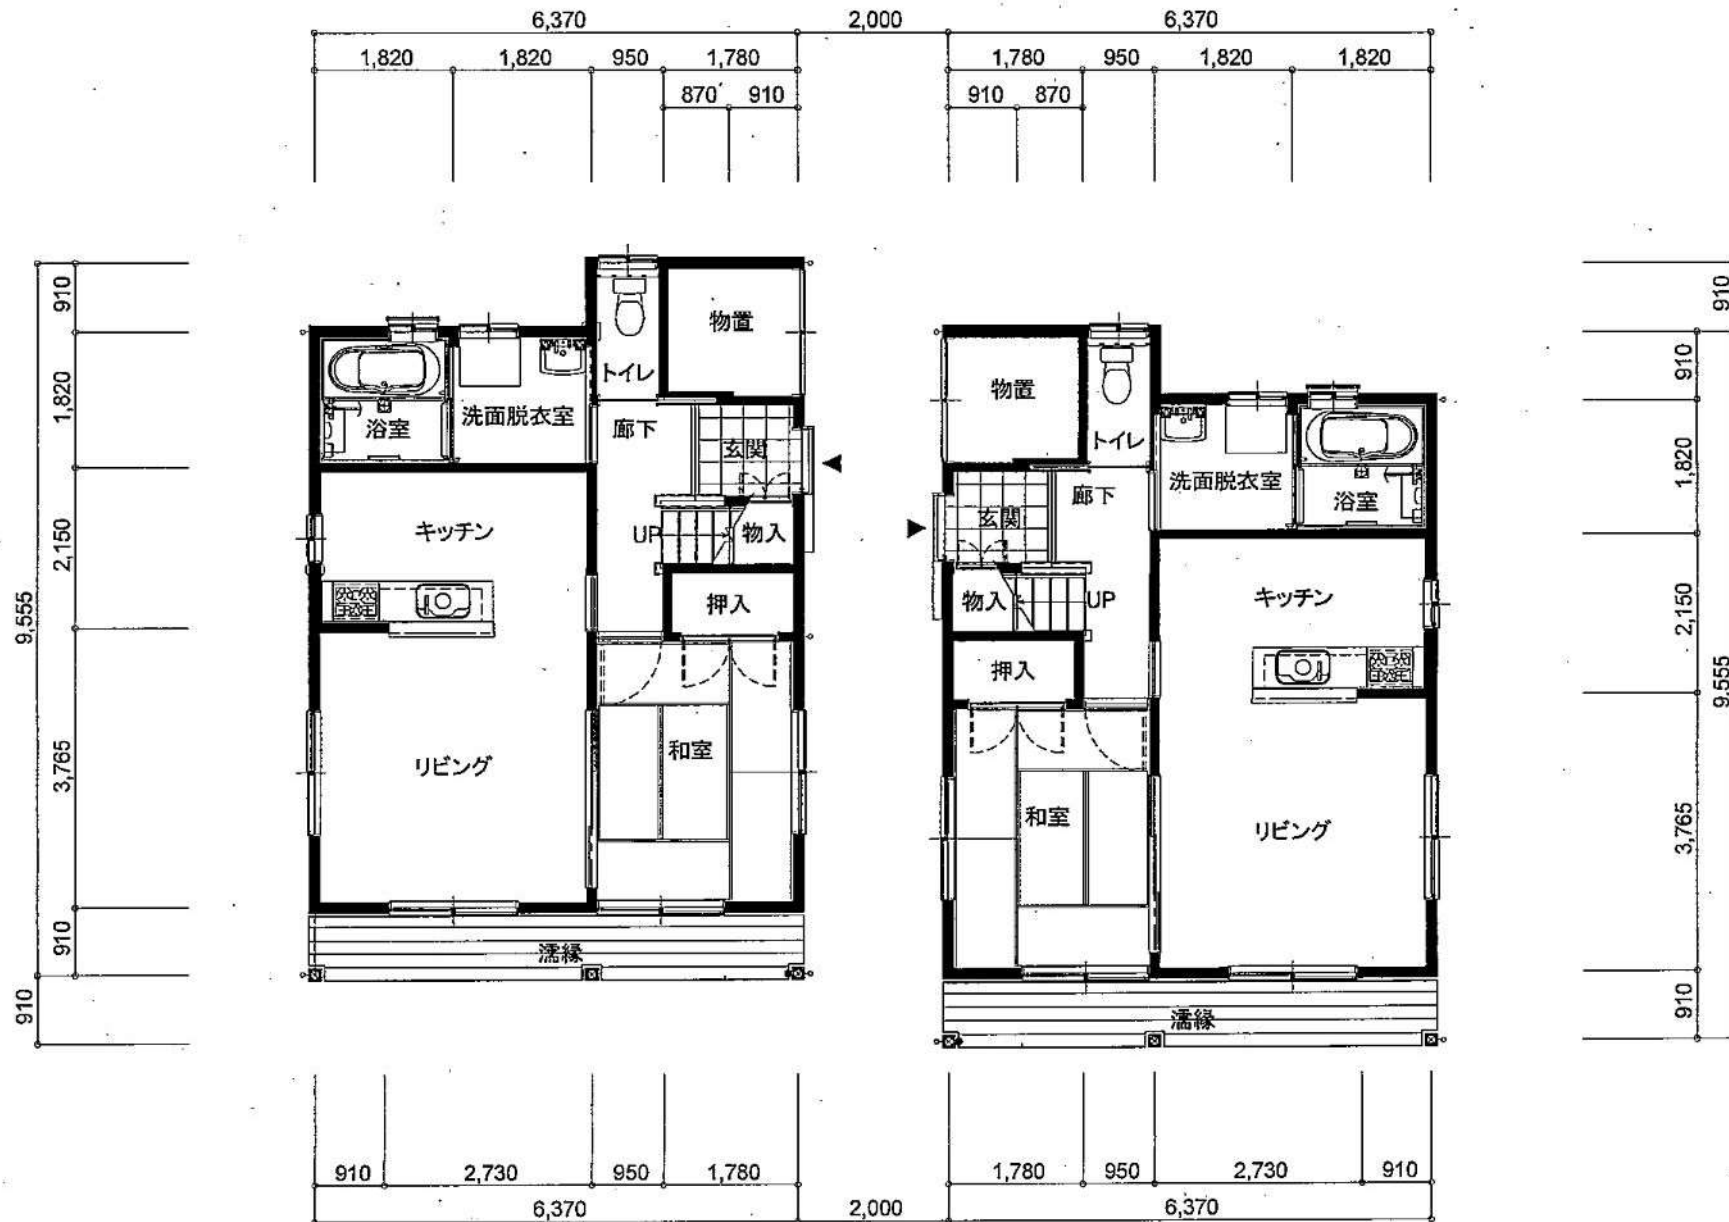 6,370 2,000 6,370
1,820 1,820 950 1,780 1,780 950 1,820 1,820
870 910 910 870
910
1,820
2,150
3,765
910
9,555
910
物置
トイレ
洗面脱衣室
浴室
廊下
玄関
キッチン
UP
物入
押入
リビング
和室
濡縁
物置
トイレ
洗面脱衣室
浴室
廊下
玄関
キッチン
物入
UP
押入
和室
リビング
濡縁
910
910
1,820
2,150
3,765
9,555
910
910 2,730 950 1,780 1,780 950 2,730 910
6,370 2,000 6,370